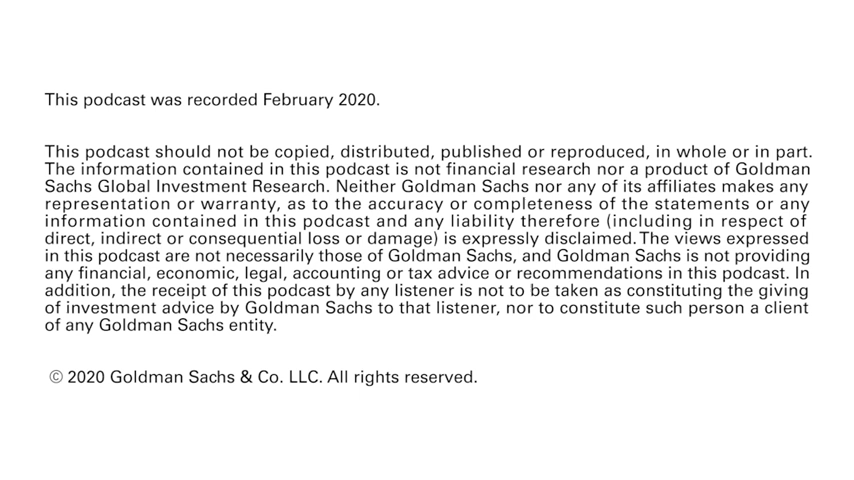 This podcast was recorded February 2020.
This podcast should not be copied, distributed, published or reproduced, in whole or in part.
The information contained in this podcast is not financial research nor a product of Goldman
Sachs Global Investment Research. Neither Goldman Sachs nor any of its affiliates makes any
representation or warranty, as to the accuracy or completeness of the statements or any
information contained in this podcast and any liability therefore (including in respect of
direct, indirect or consequential loss or damage) is expressly disclaimed. The views expressed
in this podcast are not necessarily those of Goldman Sachs, and Goldman Sachs is not providing
any financial, economic, legal, accounting or tax advice or recommendations in this podcast. In
addition, the receipt of this podcast by any listener is not to be taken as constituting the giving
of investment advice by Goldman Sachs to that listener, nor to constitute such person a client
of any Goldman Sachs entity.
© 2020 Goldman Sachs & Co. LLC. All rights reserved.